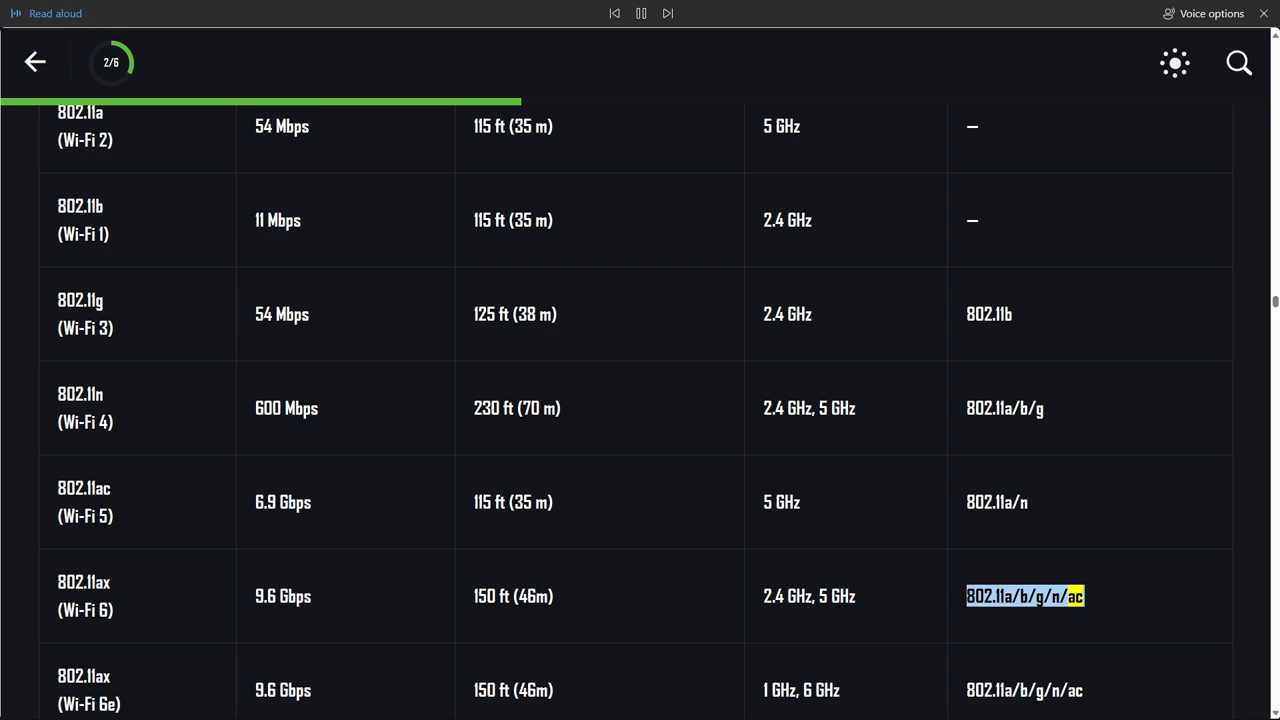 Read aloud
Voice options
2/6
802.11a
(Wi-Fi 2)
54 Mbps
115 ft (35 m)
5 GHz
—
802.11b
(Wi-Fi 1)
11 Mbps
115 ft (35 m)
2.4 GHz
—
802.11g
(Wi-Fi 3)
54 Mbps
125 ft (38 m)
2.4 GHz
802.11b
802.11n
(Wi-Fi 4)
600 Mbps
230 ft (70 m)
2.4 GHz, 5 GHz
802.11a/b/g
802.11ac
(Wi-Fi 5)
6.9 Gbps
115 ft (35 m)
5 GHz
802.11a/n
802.11ax
(Wi-Fi 6)
9.6 Gbps
150 ft (46m)
2.4 GHz, 5 GHz
802.11a/b/g/n/ac
802.11ax
(Wi-Fi 6e)
9.6 Gbps
150 ft (46m)
1 GHz, 6 GHz
802.11a/b/g/n/ac